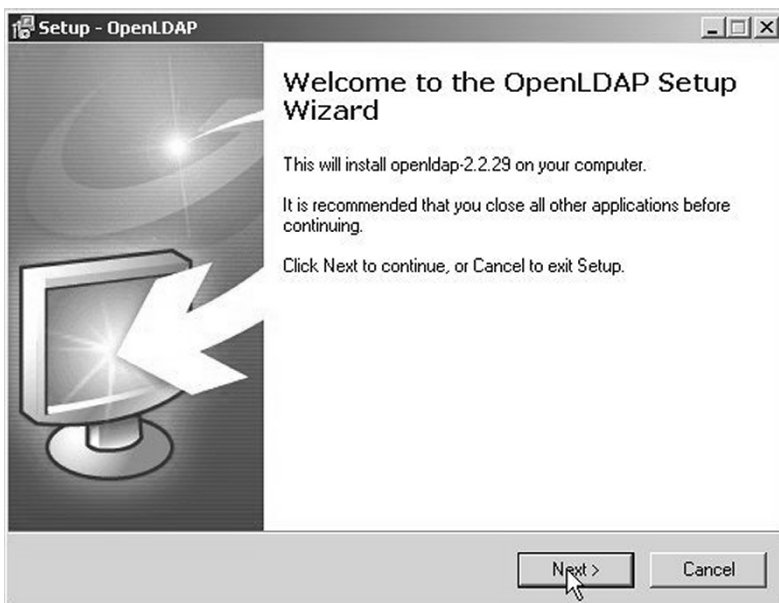 Setup - OpenLDAP
Welcome to the OpenLDAP Setup
Wizard
This will install openldap-2.2.29 on your computer.
It is recommended that you close all other applications before
continuing.
Click Next to continue, or Cancel to exit Setup.
Next >
Cancel